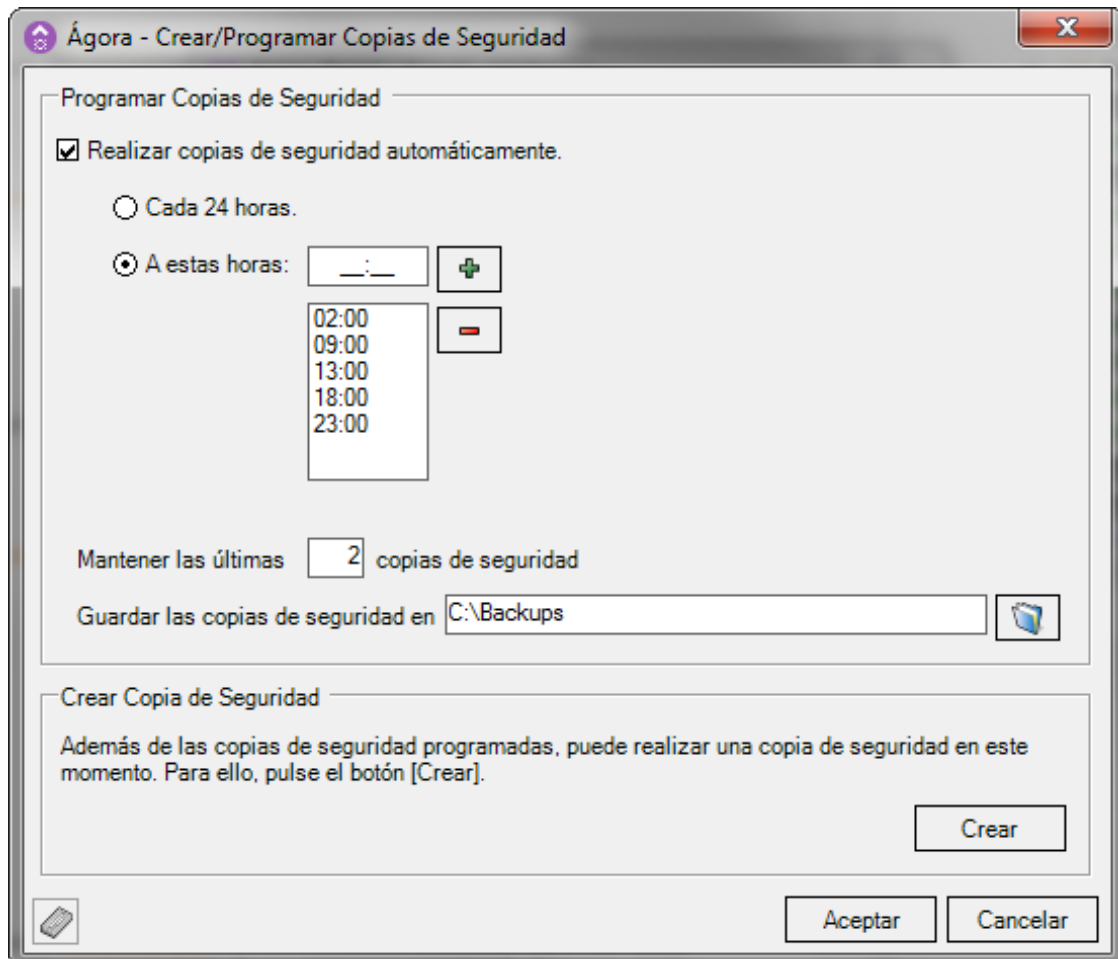 Ágora - Crear/Programar Copias de Seguridad
Programar Copias de Seguridad
Realizar copias de seguridad automáticamente.
Cada 24 horas.
A estas horas: __:__
02:00
09:00
13:00
18:00
23:00
Mantener las últimas 2 copias de seguridad
Guardar las copias de seguridad en C:\Backups
Crear Copia de Seguridad
Además de las copias de seguridad programadas, puede realizar una copia de seguridad en este
momento. Para ello, pulse el botón [Crear].
Crear
Aceptar Cancelar